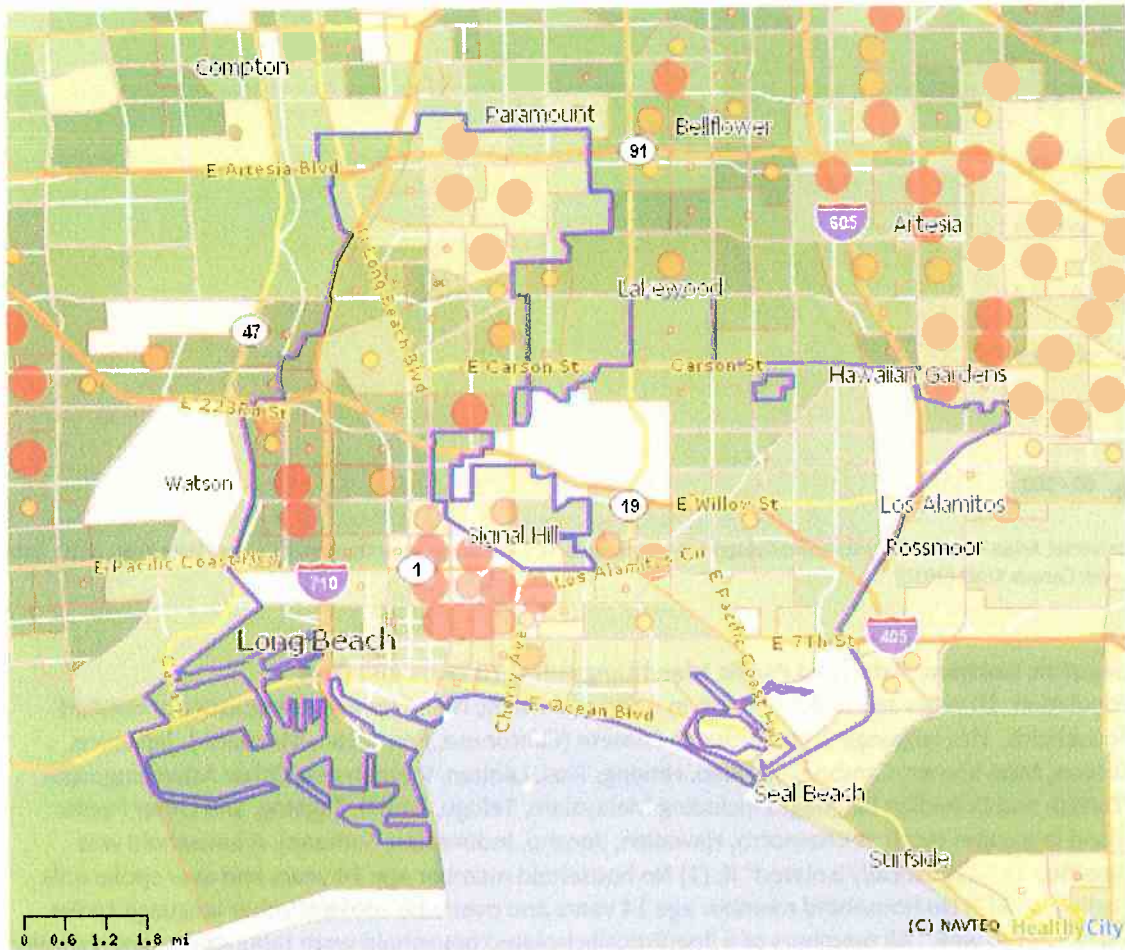 Compton
Paramount
Bellflower
91
E Artesia Blvd
605
Artesia
N Long Beach Blvd
Lakewood
47
E Carson St
Carson St
Hawaiian Gardens
E 223Rd St
Watson
19
E Willow St
Los Alamitos
Signal Hill
Rossmoor
E Pacific Coast Hwy
1
Los Alamitos Cir
710
E Pacific Coast Hwy
Long Beach
E 7Th St
405
Cherry Ave
E Ocean Blvd
Seal Beach
Surfside
0 0.6 1.2 1.8 mi
(C) NAVTEQ HealthyCity